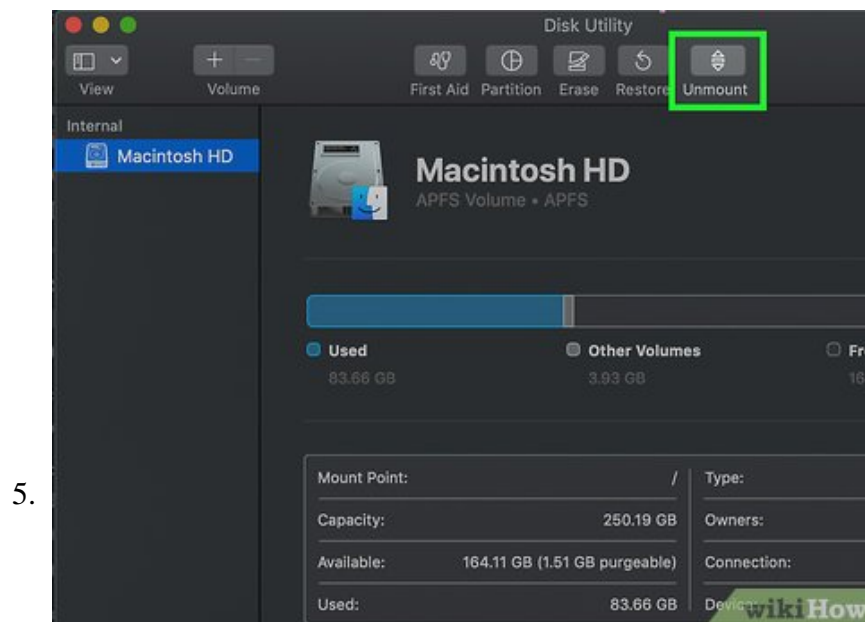 Disk Utility
View
Volume
First Aid
Partition
Erase
Restore
Unmount
Internal
Macintosh HD
Macintosh HD
APFS Volume • APFS
Used
83.66 GB
Other Volumes
3.93 GB
Fr
16
5.
Mount Point: /
Type:
Capacity: 250.19 GB
Owners:
Available: 164.11 GB (1.51 GB purgeable)
Connection:
Used: 83.66 GB
wikiHow